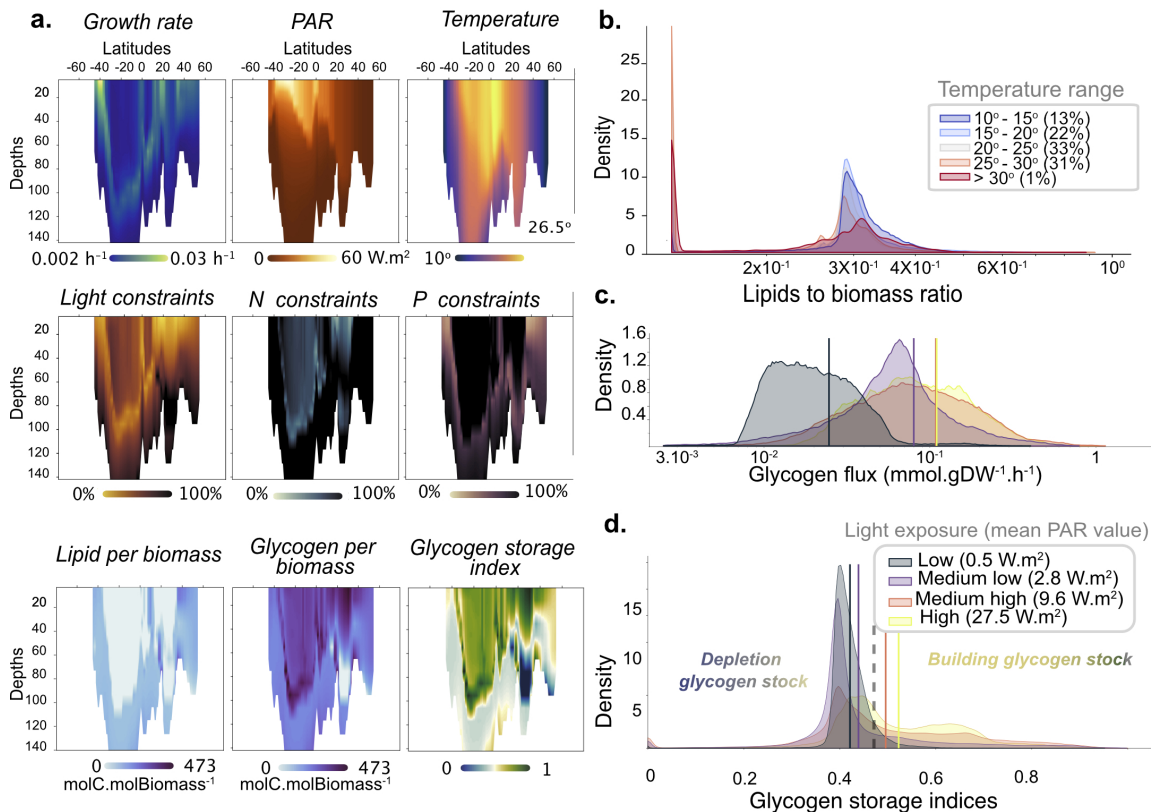 a.
Growth rate PAR Temperature
Latitudes Latitudes Latitudes
-60 -40 -20 0 20 40 60 -60 -40 -20 0 20 40 60 -60 -40 -20 0 20 40 60
Depths
20
40
60
80
100
120
140
26.5°
0.002 h⁻¹ 0.03 h⁻¹ 0 60 W.m² 10°
Light constraints N constraints P constraints
Depths
20
40
60
80
100
120
140
0% 100% 0% 100% 0% 100%
Lipid per biomass Glycogen per biomass Glycogen storage index
Depths
20
40
60
80
100
120
140
0 473 0 473 0 1
molC.molBiomass⁻¹ molC.molBiomass⁻¹
b.
Density
25
20
15
10
5
0
Temperature range
10° - 15° (13%)
15° - 20° (22%)
20° - 25° (33%)
25° - 30° (31%)
> 30° (1%)
2x10⁻¹ 3X10⁻¹ 4X10⁻¹ 6X10⁻¹ 10⁰
Lipids to biomass ratio
c.
Density
1.6
1.2
0.8
0.4
3.10⁻³ 10⁻² 10⁻¹ 1
Glycogen flux (mmol.gDW⁻¹.h⁻¹)
d.
Light exposure (mean PAR value)
Low (0.5 W.m²)
Medium low (2.8 W.m²)
Medium high (9.6 W.m²)
High (27.5 W.m²)
Density
15
10
5
Depletion
glycogen stock
Building glycogen stock
0 0.2 0.4 0.6 0.8
Glycogen storage indices